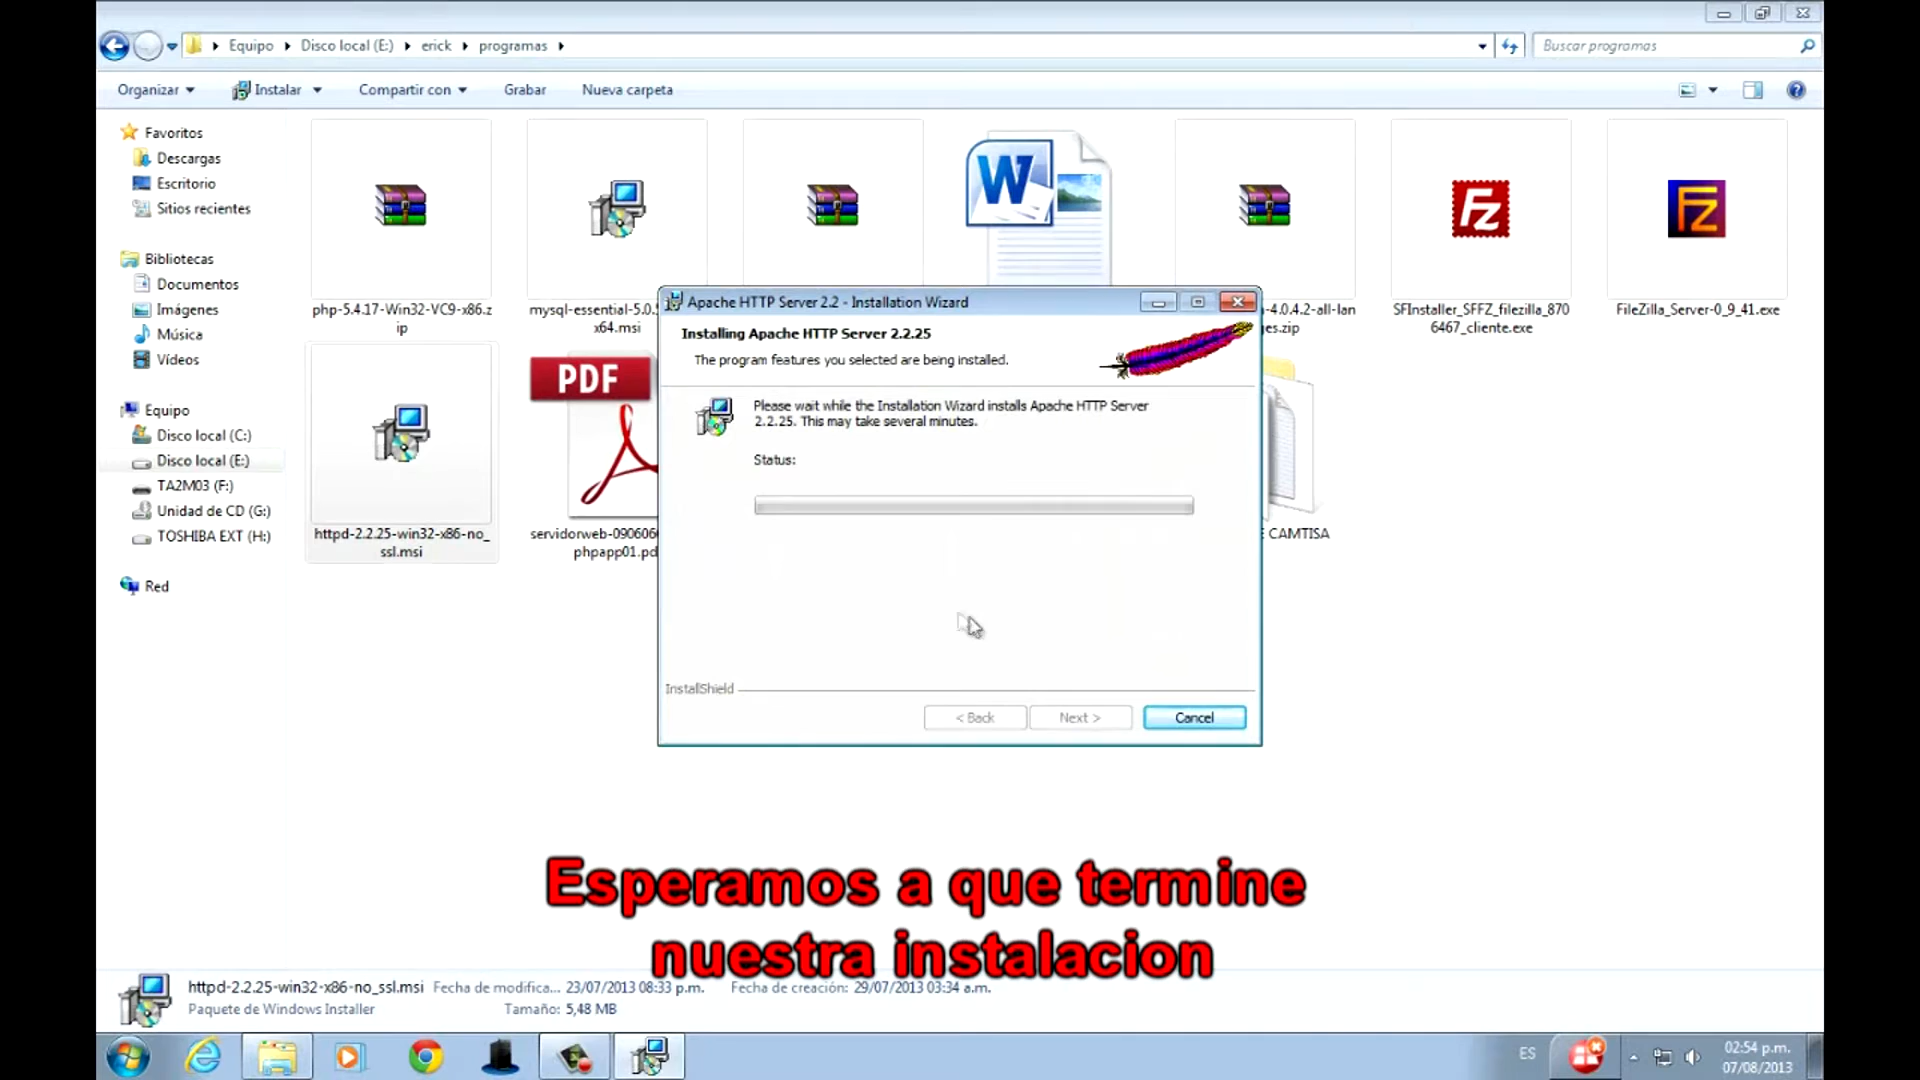 Equipo
Disco local (E:)
erick
programas
Buscar programas
Organizar
Instalar
Compartir con
Grabar
Nueva carpeta
Favoritos
Descargas
Escritorio
Sitios recientes
Bibliotecas
Documentos
Imágenes
Música
Vídeos
Equipo
Disco local (C:)
Disco local (E:)
TA2M03 (F:)
Unidad de CD (G:)
TOSHIBA EXT (H:)
Red
php-5.4.17-Win32-VC9-x86.z
ip
mysql-essential-5.0.
x64.msi
W
-4.0.4.2-all-lan
es.zip
Fz
SFInstaller_SFFZ_filezilla_870
6467_cliente.exe
FZ
FileZilla_Server-0_9_41.exe
httpd-2.2.25-win32-x86-no_
ssl.msi
PDF
servidorweb-090606
phpapp01.pd
CAMTISA
Apache HTTP Server 2.2 - Installation Wizard
Installing Apache HTTP Server 2.2.25
The program features you selected are being installed.
Please wait while the Installation Wizard installs Apache HTTP Server
2.2.25. This may take several minutes.
Status:
InstallShield
< Back
Next >
Cancel
Esperamos a que termine
nuestra instalacion
httpd-2.2.25-win32-x86-no_ssl.msi
Fecha de modifica... 23/07/2013 08:33 p.m.
Fecha de creación: 29/07/2013 03:34 a.m.
Paquete de Windows Installer
Tamaño: 5,48 MB
ES
02:54 p.m.
07/08/2013